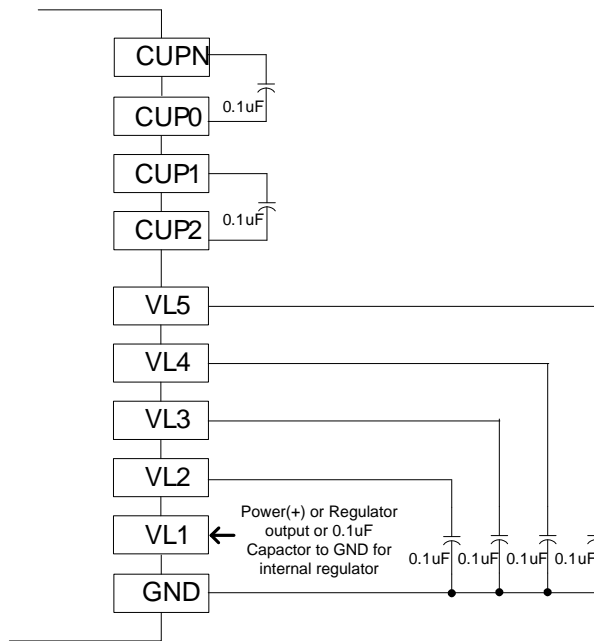 CUPN
0.1uF
CUP0
CUP1
0.1uF
CUP2
VL5
VL4
VL3
VL2
VL1
Power(+) or Regulator
output or 0.1uF
Capactor to GND for
internal regulator
0.1uF 0.1uF 0.1uF 0.1uF
GND